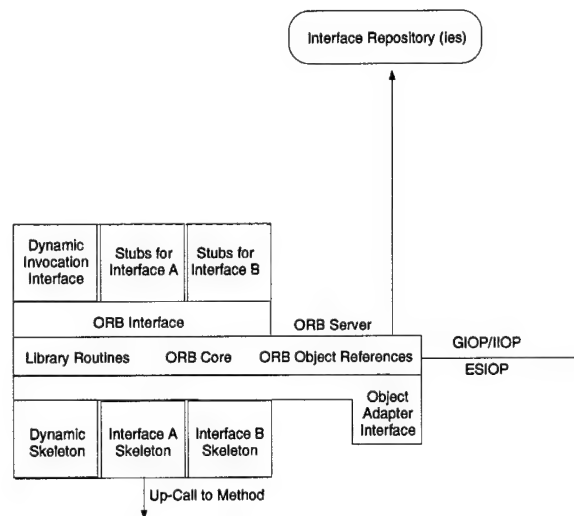 Interface Repository (ies)
Dynamic
Invocation
Interface
Stubs for
Interface A
Stubs for
Interface B
ORB Interface
ORB Server
Library Routines ORB Core ORB Object References
GIOP/IIOP
ESIOP
Object
Adapter
Interface
Dynamic
Skeleton
Interface A
Skeleton
Interface B
Skeleton
Up-Call to Method